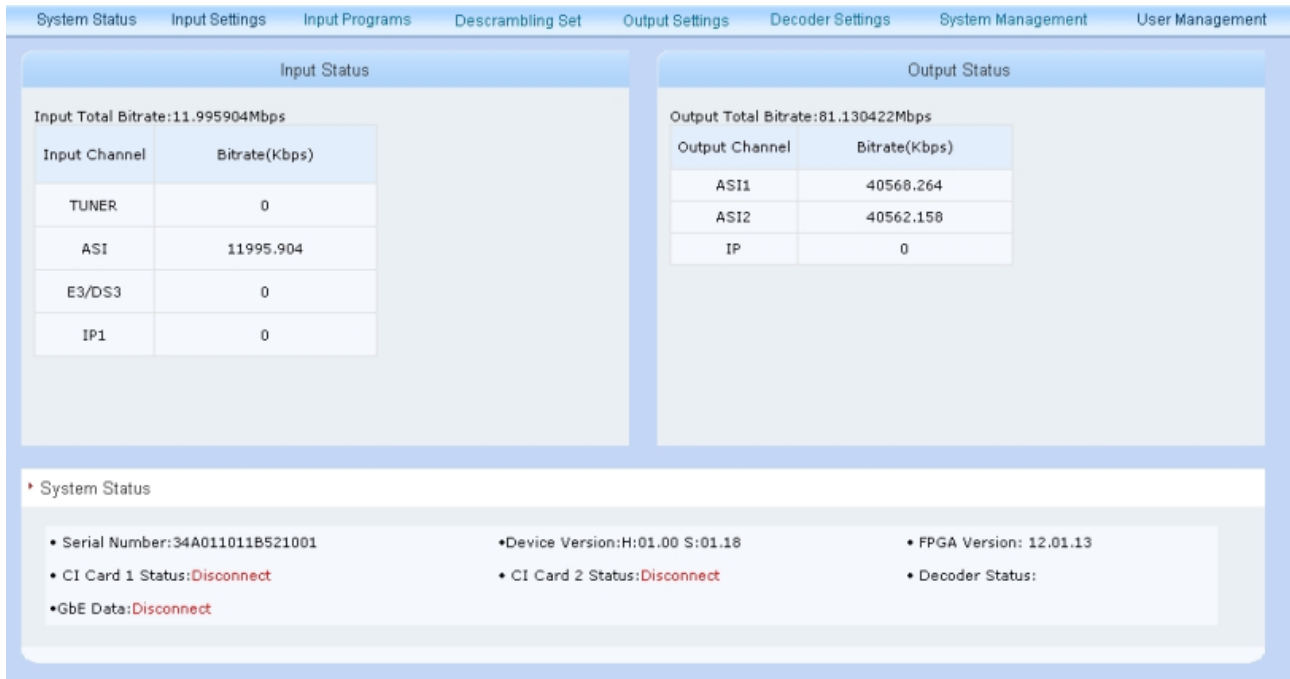 System Status Input Settings Input Programs Descrambling Set Output Settings Decoder Settings System Management User Management
Input Status
Input Total Bitrate:11.995904Mbps
Input Channel Bitrate(Kbps)
TUNER 0
ASI 11995.904
E3/DS3 0
IP1 0
Output Status
Output Total Bitrate:81.130422Mbps
Output Channel Bitrate(Kbps)
ASI1 40568.264
ASI2 40562.158
IP 0
System Status
• Serial Number:34A011011B521001 •Device Version:H:01.00 S:01.18 • FPGA Version: 12.01.13
• CI Card 1 Status:Disconnect • CI Card 2 Status:Disconnect • Decoder Status:
•GbE Data:Disconnect